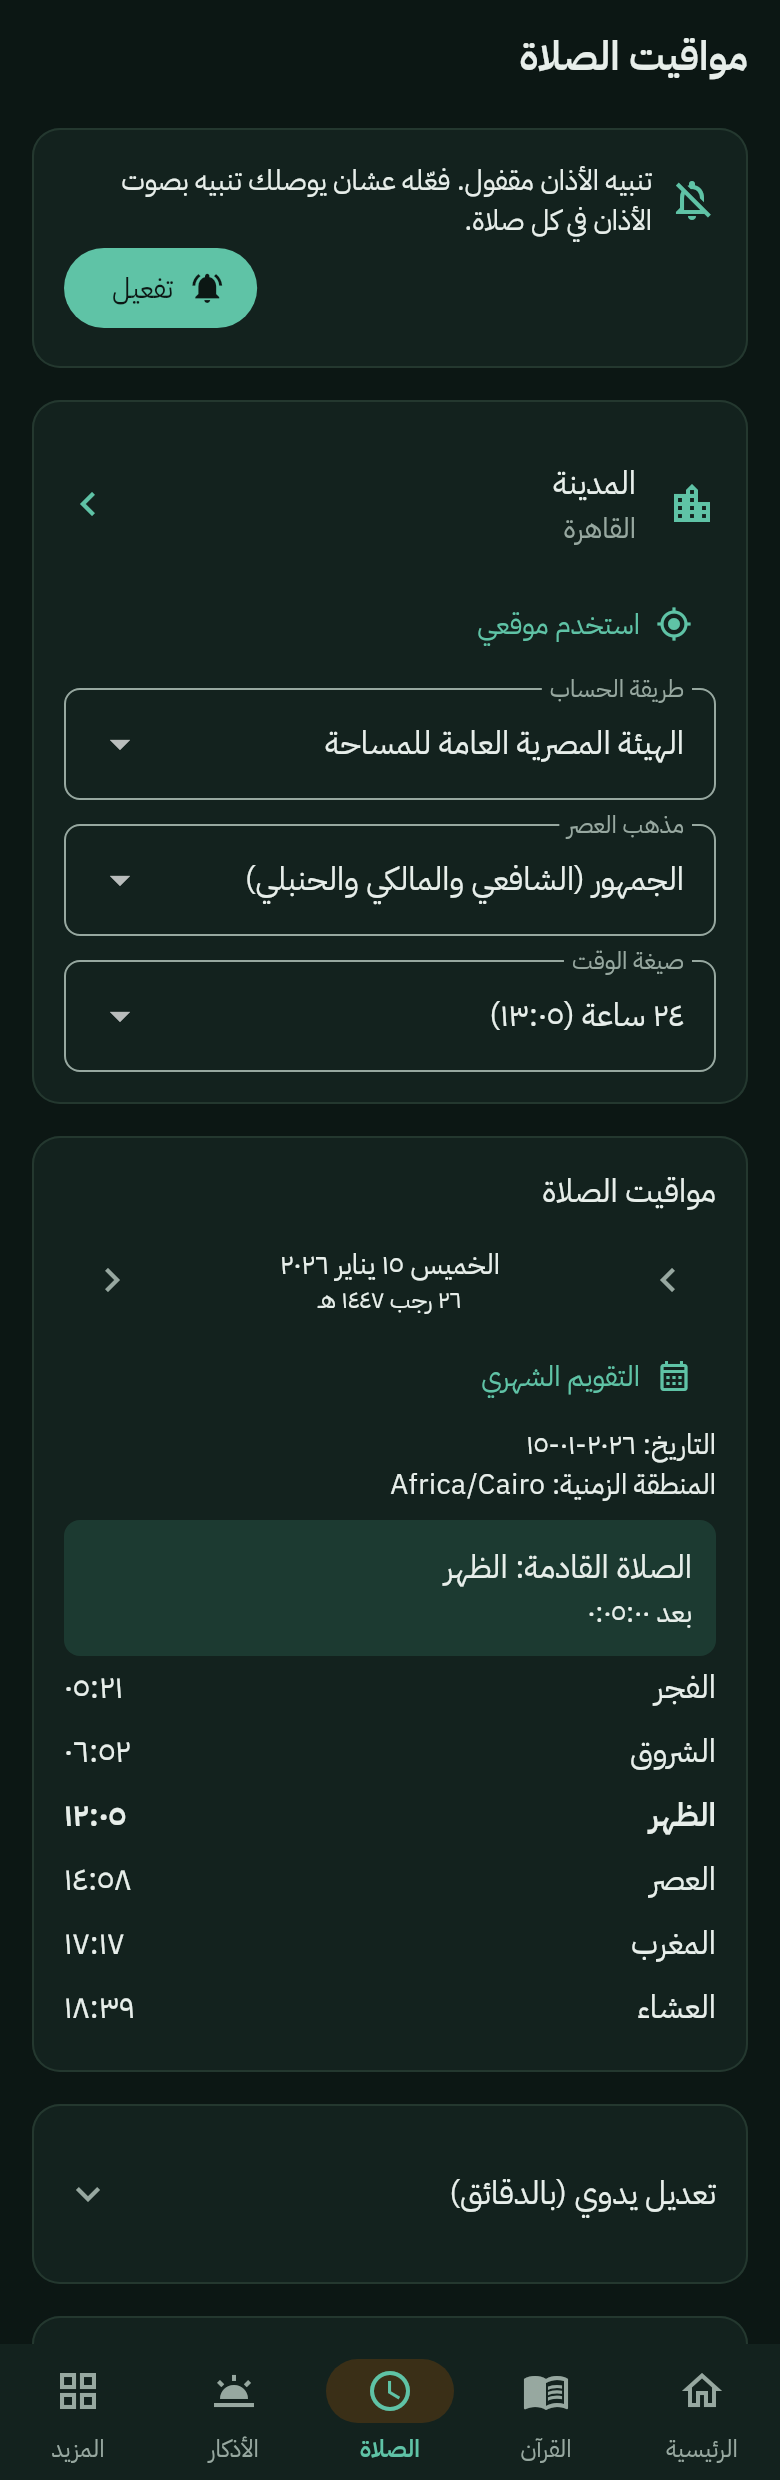 مواقيت الصلاة
تنبيه الأذان مقفول. فعّله عشان يوصلك تنبيه بصوت
الأذان في كل صلاة.
تفعيل
المدينة
القاهرة
استخدم موقعي
طريقة الحساب
الهيئة المصرية العامة للمساحة
مذهب العصر
الجمهور (الشافعي والمالكي والحنبلي)
صيغة الوقت
٢٤ ساعة (١٣:٠٥)
مواقيت الصلاة
الخميس ١٥ يناير ٢٠٢٦
٢٦ رجب ١٤٤٧ هـ
التقويم الشهري
التاريخ: ٢٠٢٦-٠١-١٥
المنطقة الزمنية: Africa/Cairo
الصلاة القادمة: الظهر
بعد ٠:٠٥:٠٠
الفجر ٠٥:٢١
الشروق ٠٦:٥٢
الظهر ١٢:٠٥
العصر ١٤:٥٨
المغرب ١٧:١٧
العشاء ١٨:٣٩
تعديل يدوي (بالدقائق)
الرئيسية القرآن الصلاة الأذكار المزيد